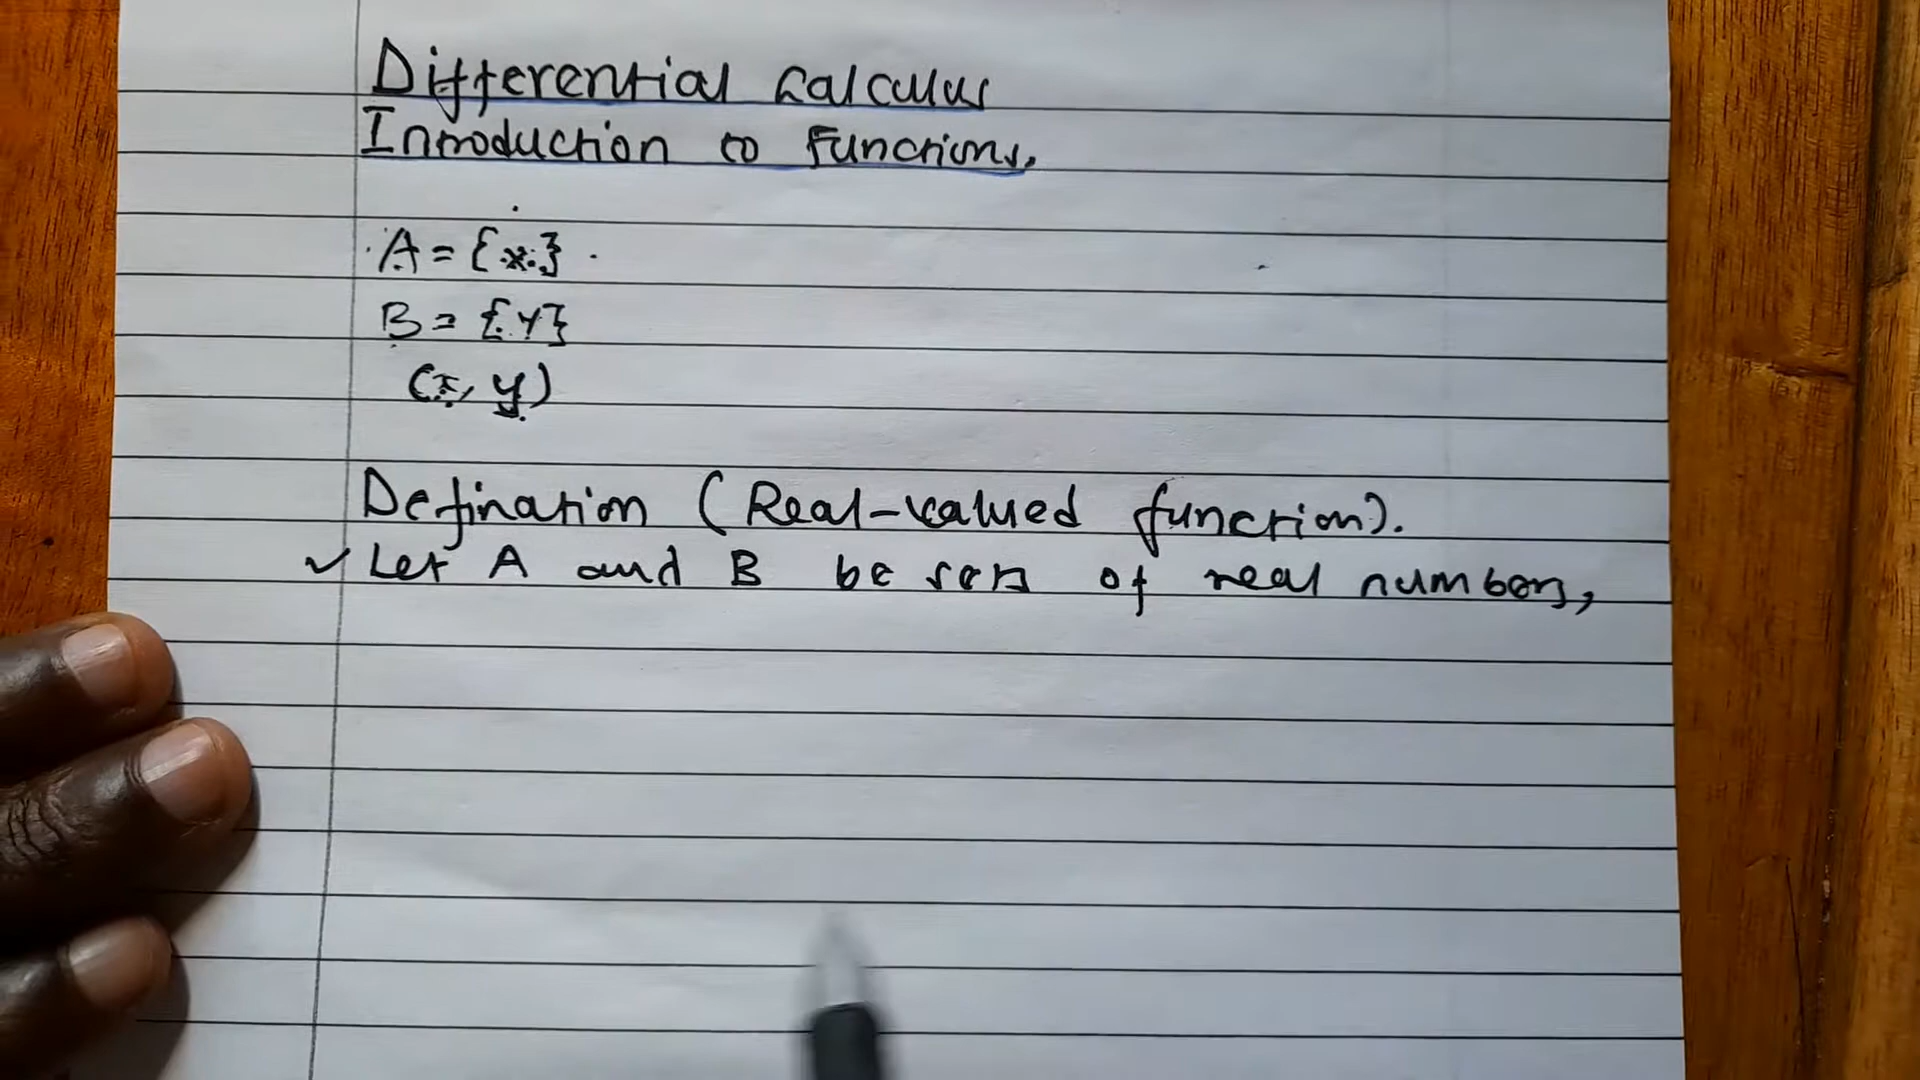 Differential Calculus
Introduction to Functions.
A = {x}
B = {Y}
(x, y)
Defination (Real-valued function).
✓ Let A and B be sets of real numbers,